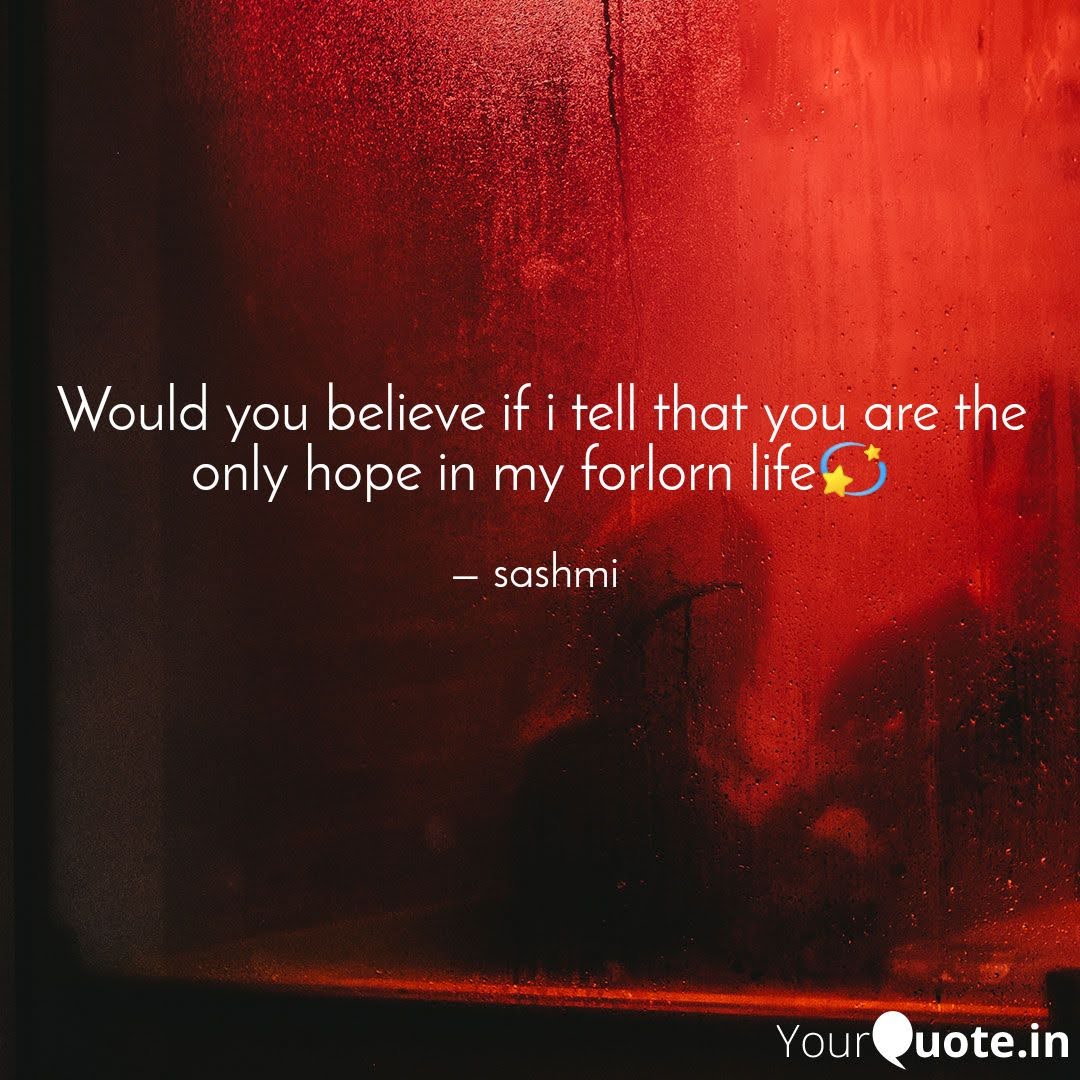 Would you believe if i tell that you are the
only hope in my forlorn life💫
— sashmi
YourQuote.in